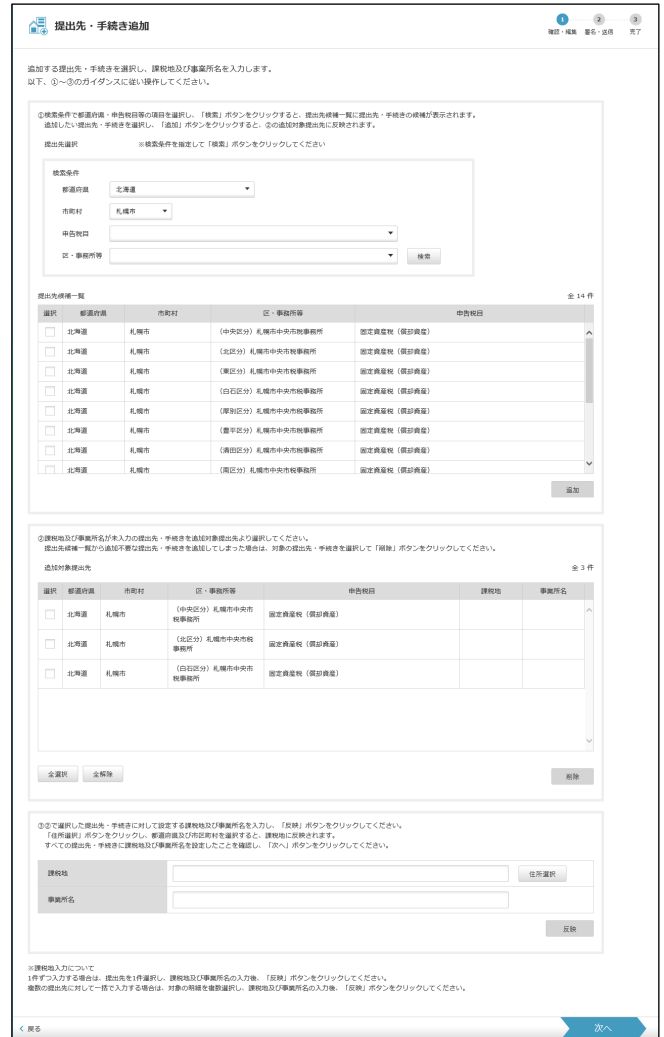 提出先・手続き追加
1 2 3
確認・編集 署名・送信 完了
追加する提出先・手続きを選択し、課税地及び事業所名を入力します。
以下、①～③のガイダンスに従い操作してください。
①検索条件で都道府県・申告税目等の項目を選択し、「検索」ボタンをクリックすると、提出先候補一覧に提出先・手続きの候補が表示されます。
追加したい提出先・手続きを選択し、「追加」ボタンをクリックすると、②の追加対象提出先に反映されます。
提出先選択 ※検索条件を指定して「検索」ボタンをクリックしてください
検索条件
都道府県 北海道
市町村 札幌市
申告税目
区・事務所等 検索
提出先候補一覧 全 14 件
選択 都道府県 市町村 区・事務所等 申告税目
北海道 札幌市 （中央区分）札幌市中央市税事務所 固定資産税（償却資産）
北海道 札幌市 （北区分）札幌市中央市税事務所 固定資産税（償却資産）
北海道 札幌市 （東区分）札幌市中央市税事務所 固定資産税（償却資産）
北海道 札幌市 （白石区分）札幌市中央市税事務所 固定資産税（償却資産）
北海道 札幌市 （厚別区分）札幌市中央市税事務所 固定資産税（償却資産）
北海道 札幌市 （豊平区分）札幌市中央市税事務所 固定資産税（償却資産）
北海道 札幌市 （清田区分）札幌市中央市税事務所 固定資産税（償却資産）
北海道 札幌市 （南区分）札幌市中央市税事務所 固定資産税（償却資産）
追加
②課税地及び事業所名が未入力の提出先・手続きを追加対象提出先より選択してください。
提出先候補一覧から追加不要な提出先・手続きを追加してしまった場合は、対象の提出先・手続きを選択して「削除」ボタンをクリックしてください。
追加対象提出先 全 3 件
選択 都道府県 市町村 区・事務所等 申告税目 課税地 事業所名
北海道 札幌市 （中央区分）札幌市中央市税事務所 固定資産税（償却資産）
北海道 札幌市 （北区分）札幌市中央市税事務所 固定資産税（償却資産）
北海道 札幌市 （白石区分）札幌市中央市税事務所 固定資産税（償却資産）
全選択 全解除 削除
③②で選択した提出先・手続きに対して設定する課税地及び事業所名を入力し、「反映」ボタンをクリックしてください。
「住所選択」ボタンをクリックし、都道府県及び市区町村を選択すると、課税地に反映されます。
すべての提出先・手続きに課税地及び事業所名を設定したことを確認し、「次へ」ボタンをクリックしてください。
課税地 住所選択
事業所名
反映
※課税地入力について
1件ずつ入力する場合は、提出先を1件選択し、課税地及び事業所名の入力後、「反映」ボタンをクリックしてください。
複数の提出先に対して一括で入力する場合は、対象の明細を複数選択し、課税地及び事業所名の入力後、「反映」ボタンをクリックしてください。
戻る 次へ